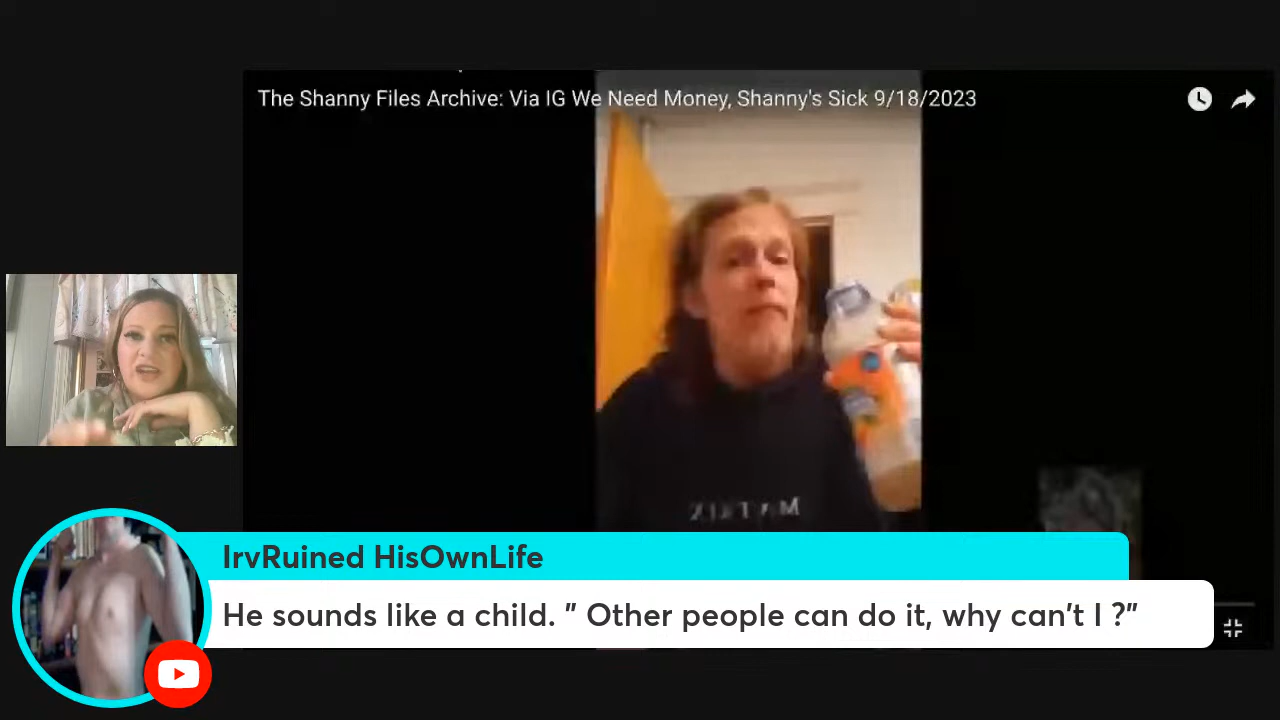 The Shanny Files Archive: Via IG We Need Money, Shanny's Sick 9/18/2023
IrvRuined HisOwnLife
He sounds like a child. " Other people can do it, why can't I ?"